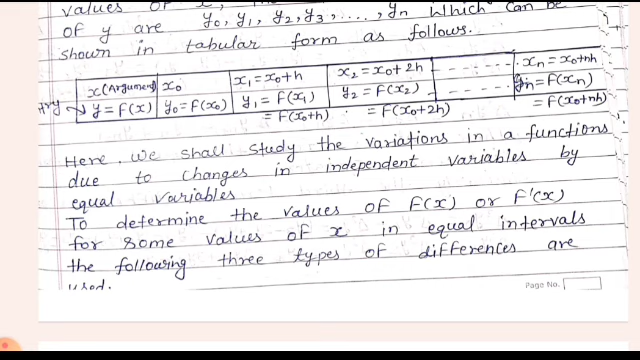 values of x,
of y are y0, y1, y2, y3, ...., yn which can be
shown in tabular form as follows.
x (Argument) x0 x1 = x0+h x2 = x0+2h ------- xn = x0+nh
y = F(x) y0 = F(x0) y1 = F(x1) y2 = F(x2) ------- yn = F(xn)
= F(x0+h) = F(x0+2h) = F(x0+nh)
Here, we shall study the variations in a functions
due to changes in independent variables by
equal variables
To determine the values of F(x) or F'(x)
for some values of x in equal intervals
the following three types of differences are
used.
Page No.